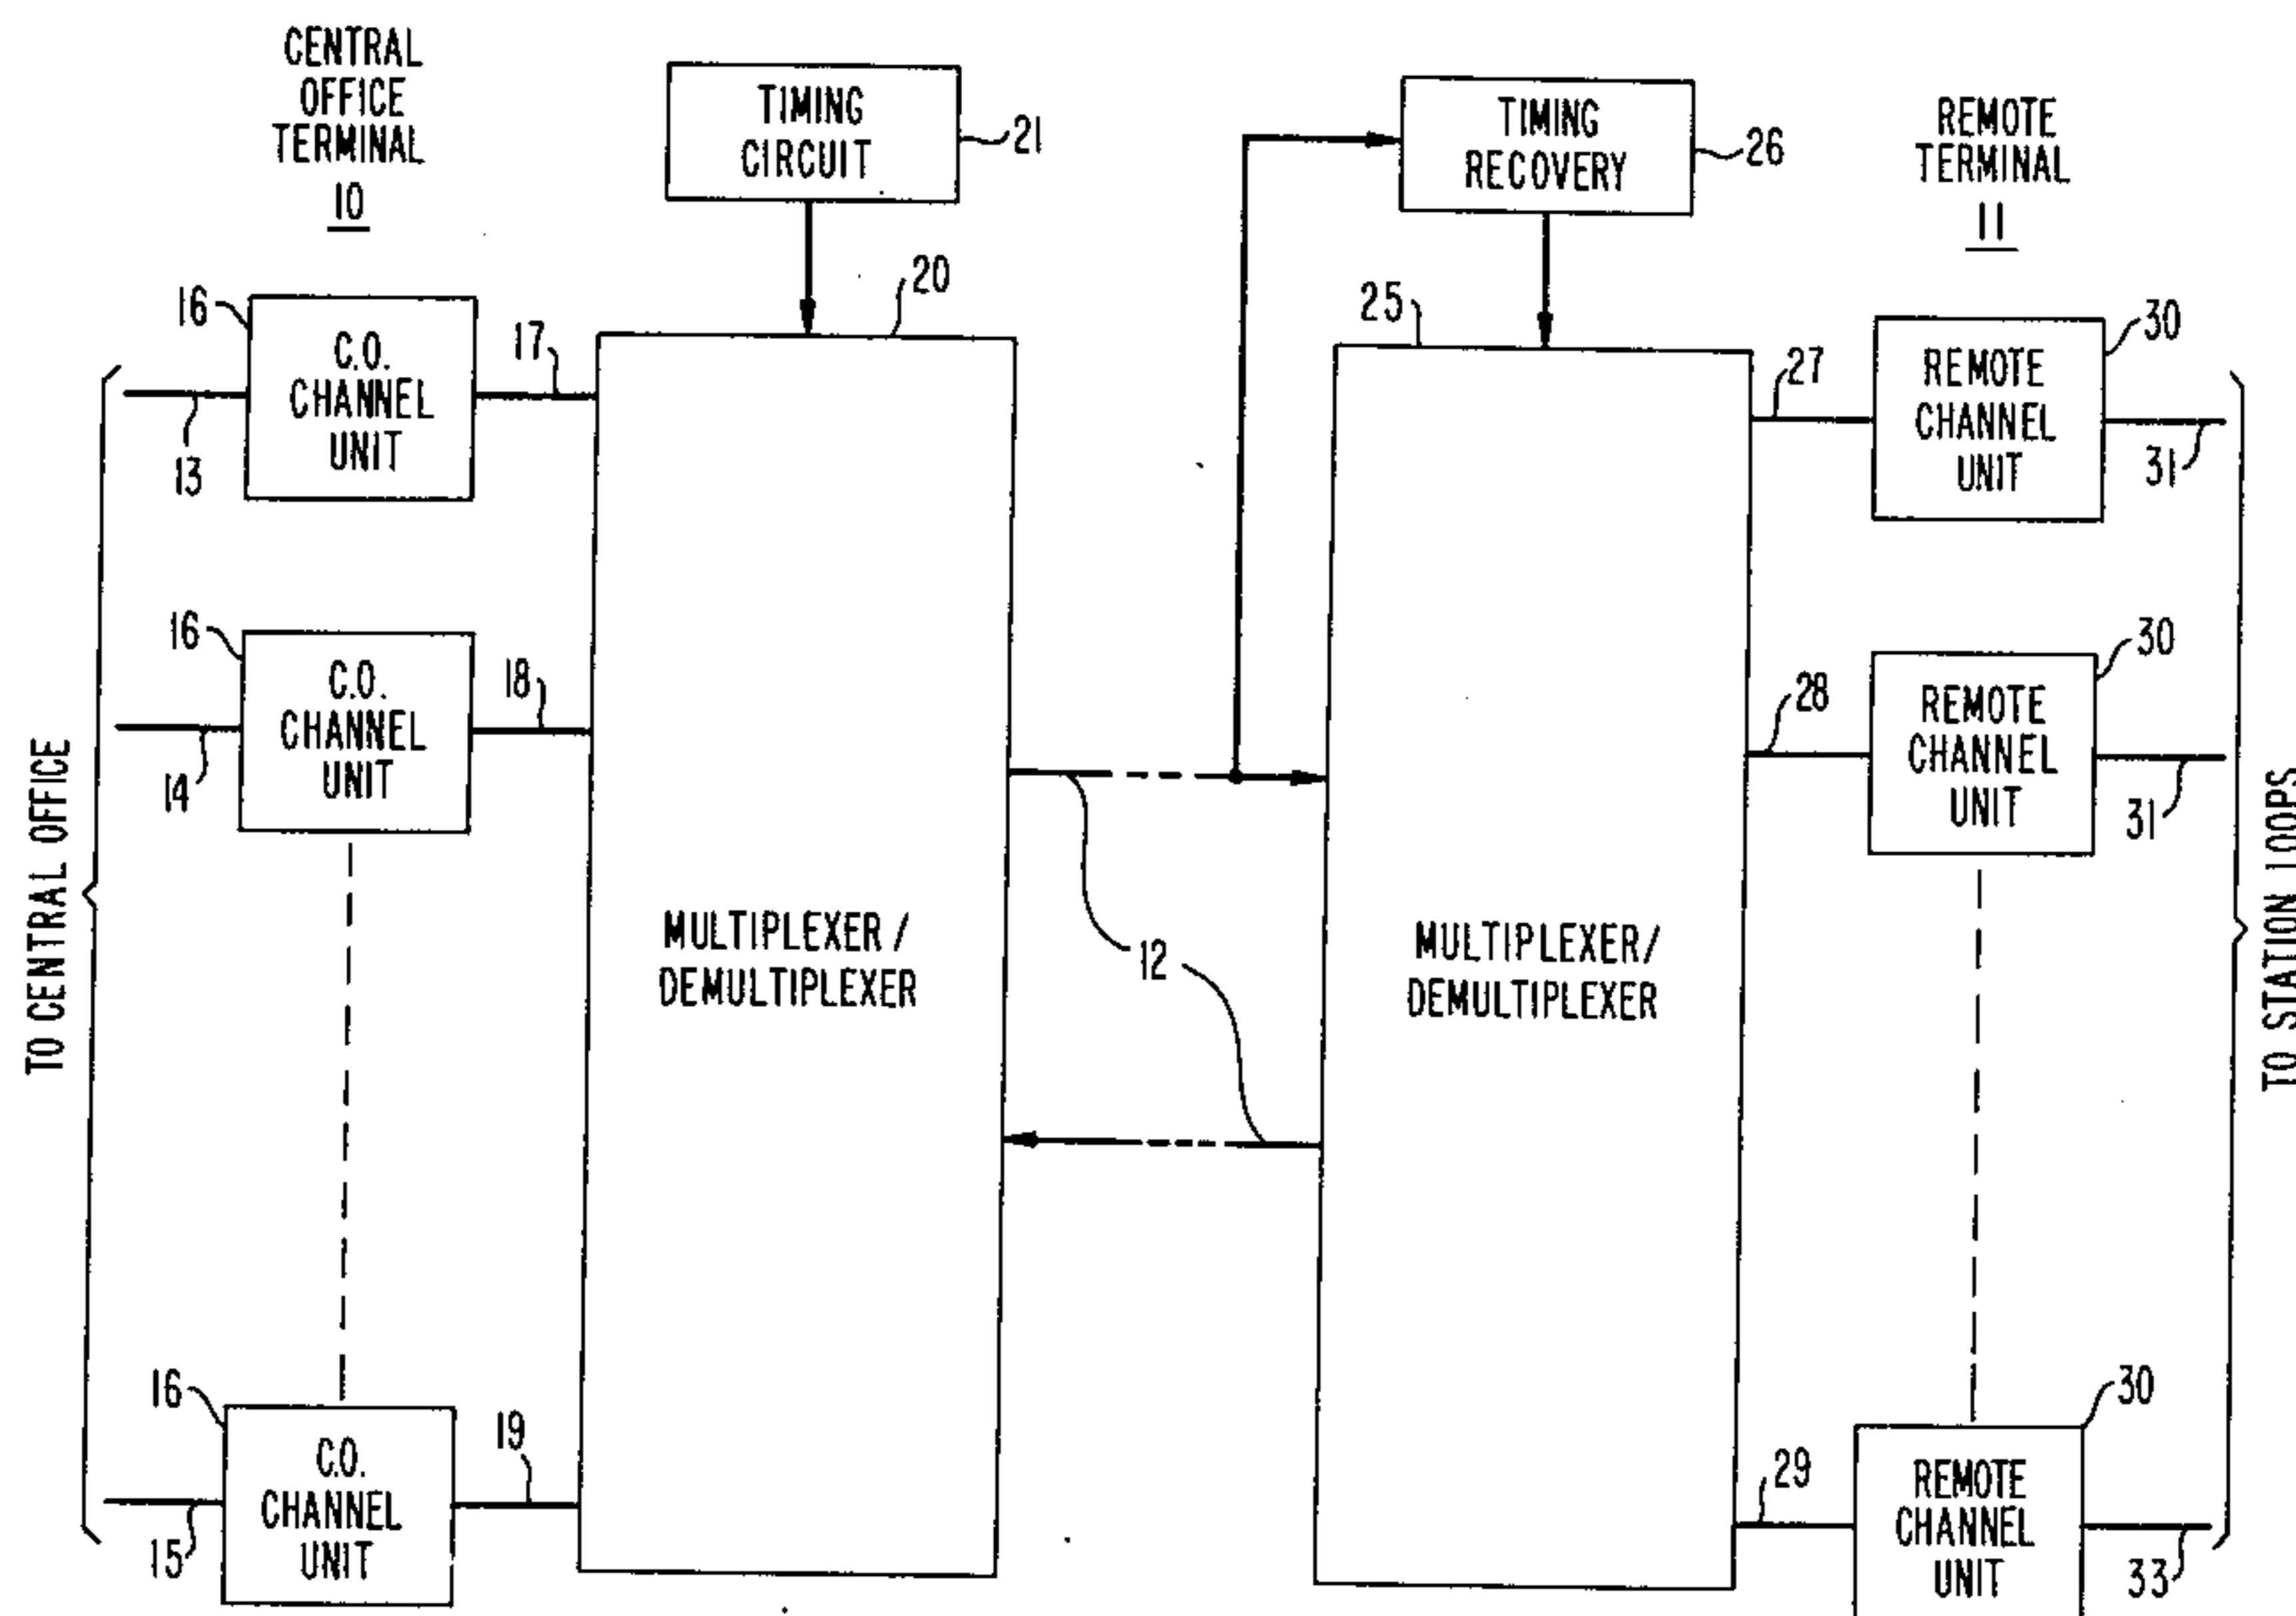 CENTRAL
OFFICE
TERMINAL
10
TIMING
CIRCUIT
21
TIMING
RECOVERY
26
REMOTE
TERMINAL
11
16
C.O.
CHANNEL
UNIT
13
17
20
25
27
30
REMOTE
CHANNEL
UNIT
31
16
C.O.
CHANNEL
UNIT
14
18
28
30
REMOTE
CHANNEL
UNIT
31
TO CENTRAL OFFICE
MULTIPLEXER /
DEMULTIPLEXER
12
MULTIPLEXER/
DEMULTIPLEXER
TO STATION LOOPS
16
C.O.
CHANNEL
UNIT
15
19
29
30
REMOTE
CHANNEL
UNIT
33